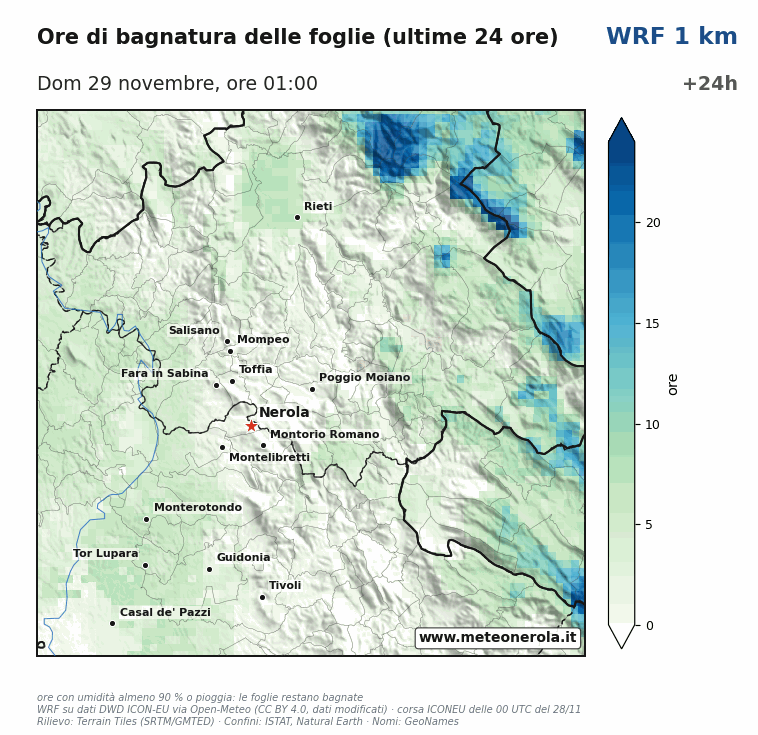 Ore di bagnatura delle foglie (ultime 24 ore)
WRF 1 km
Dom 29 novembre, ore 01:00
+24h
Rieti
Salisano
Mompeo
Fara in Sabina
Toffia
Poggio Moiano
Nerola
Montorio Romano
Montelibretti
Monterotondo
Tor Lupara
Guidonia
Tivoli
Casal de' Pazzi
www.meteonerola.it
20
15
10
5
0
ore
ore con umidità almeno 90 % o pioggia: le foglie restano bagnate
WRF su dati DWD ICON-EU via Open-Meteo (CC BY 4.0, dati modificati) · corsa ICONEU delle 00 UTC del 28/11
Rilievo: Terrain Tiles (SRTM/GMTED) · Confini: ISTAT, Natural Earth · Nomi: GeoNames